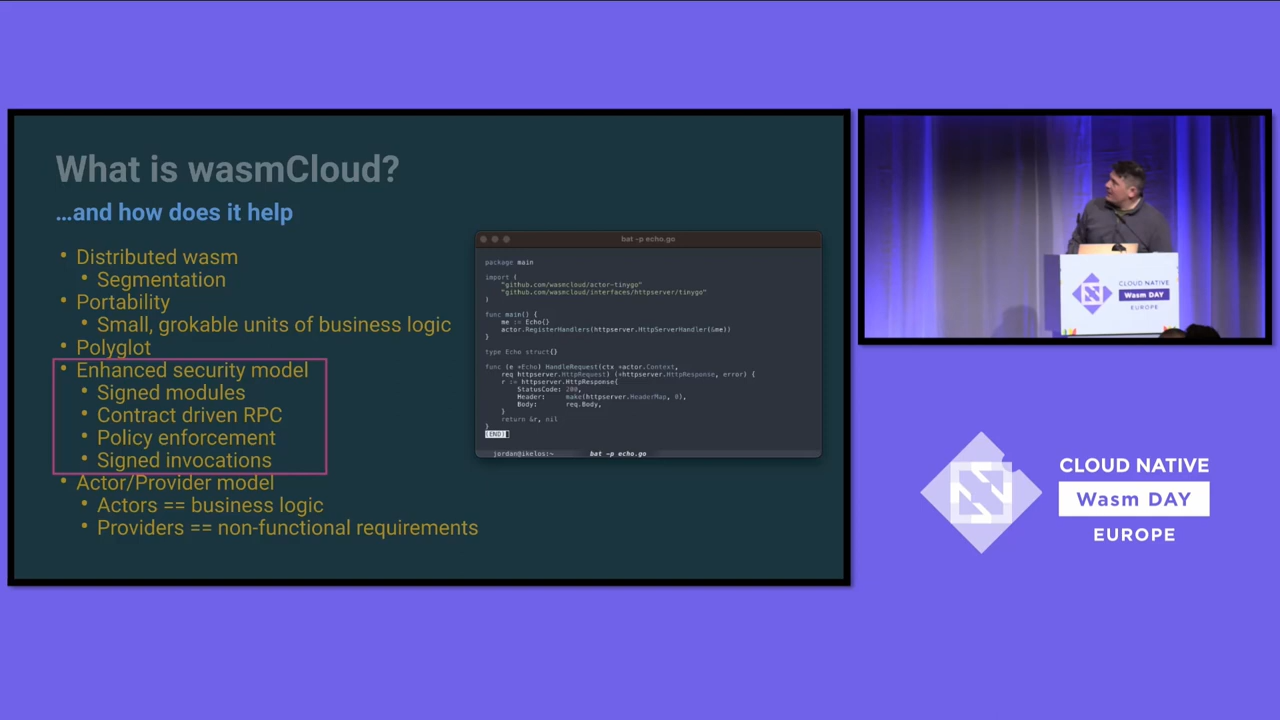 What is wasmCloud?
…and how does it help
• Distributed wasm
• Segmentation
• Portability
• Small, grokable units of business logic
• Polyglot
• Enhanced security model
• Signed modules
• Contract driven RPC
• Policy enforcement
• Signed invocations
• Actor/Provider model
• Actors == business logic
• Providers == non-functional requirements
bat -p echo.go
package main
import (
"github.com/wasmcloud/actor-tinygo"
"github.com/wasmcloud/interfaces/httpserver/tinygo"
)
func main() {
me := Echo{}
actor.RegisterHandlers(httpserver.HttpServerHandler(&me))
}
type Echo struct{}
func (e *Echo) HandleRequest(ctx *actor.Context,
req httpserver.HttpRequest) (*httpserver.HttpResponse, error) {
r := httpserver.HttpResponse{
StatusCode: 200,
Header: make(httpserver.HeaderMap, 0),
Body: req.Body,
}
return &r, nil
}
(END)
jordan@ikelos:~ bat -p echo.go
CLOUD NATIVE
Wasm DAY
EUROPE
CLOUD NATIVE
Wasm DAY
EUROPE